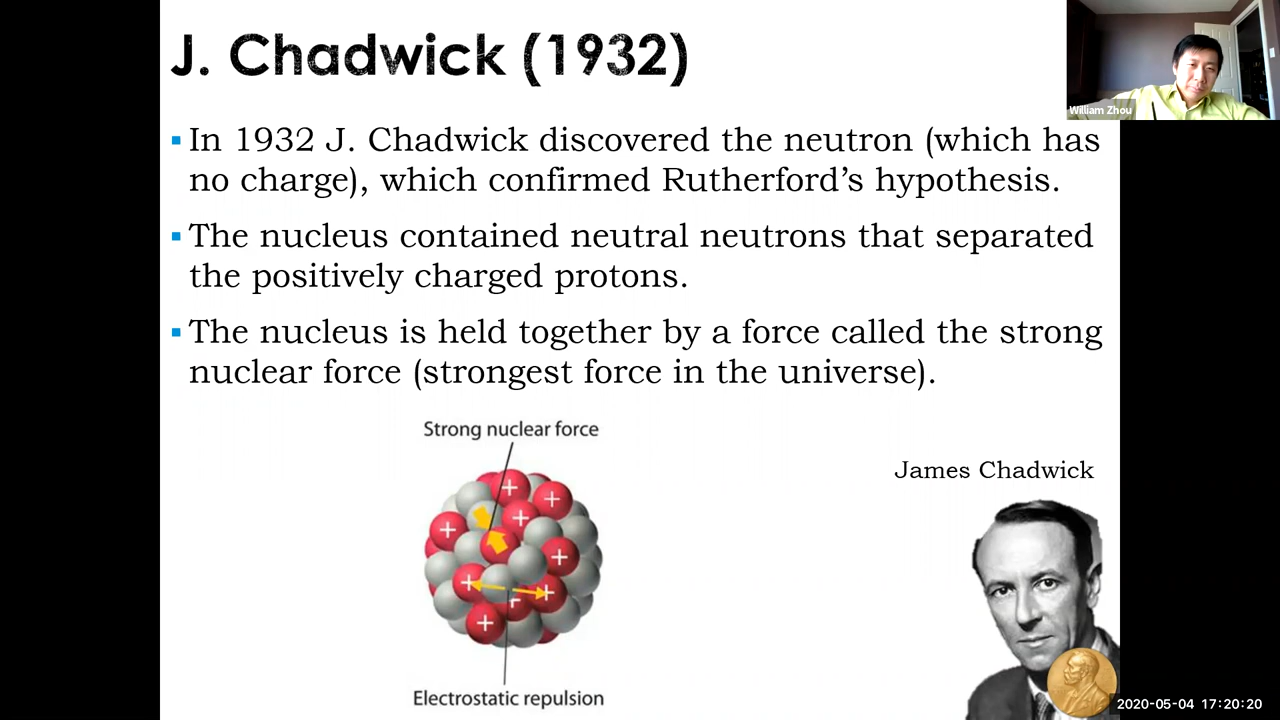 J. Chadwick (1932)
William Zhou
▪ In 1932 J. Chadwick discovered the neutron (which has
no charge), which confirmed Rutherford’s hypothesis.
▪ The nucleus contained neutral neutrons that separated
the positively charged protons.
▪ The nucleus is held together by a force called the strong
nuclear force (strongest force in the universe).
Strong nuclear force
James Chadwick
+
+
+
+
+
+
+
+
Electrostatic repulsion
2020-05-04 17:20:20